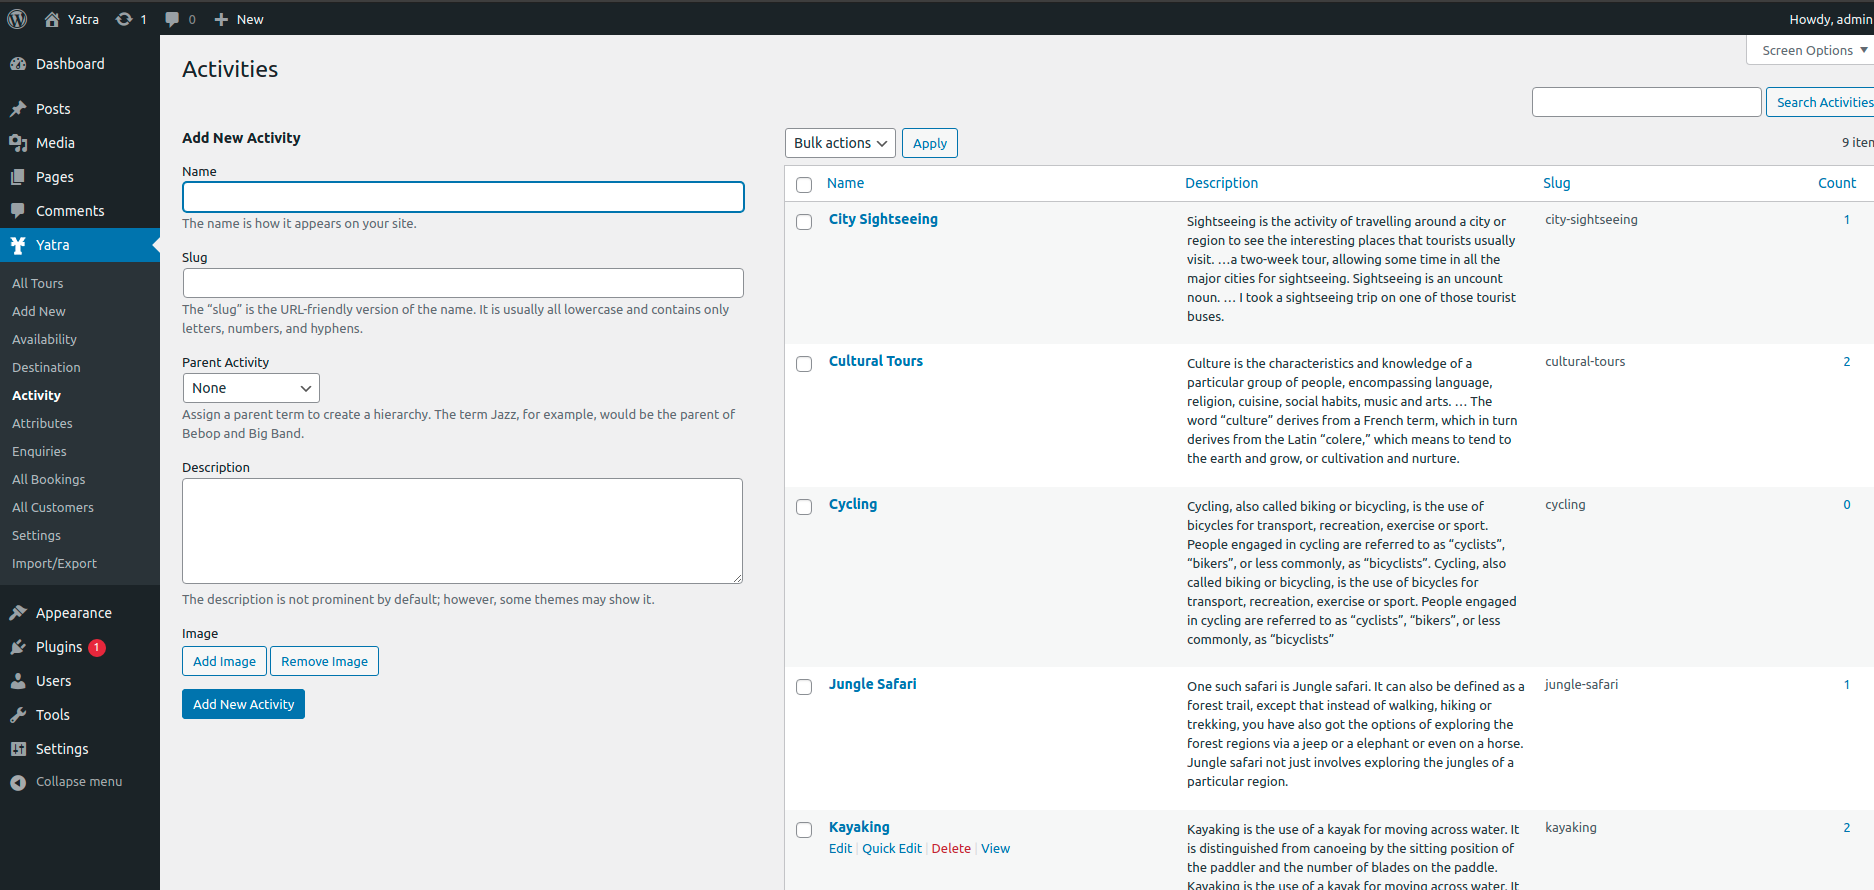 Yatra
1
0
New
Howdy, admin
Dashboard
Posts
Media
Pages
Comments
Yatra
All Tours
Add New
Availability
Destination
Activity
Attributes
Enquiries
All Bookings
All Customers
Settings
Import/Export
Appearance
Plugins 1
Users
Tools
Settings
Collapse menu
Screen Options
Activities
Search Activities
Add New Activity
Name
The name is how it appears on your site.
Slug
The “slug” is the URL-friendly version of the name. It is usually all lowercase and contains only
letters, numbers, and hyphens.
Parent Activity
None
Assign a parent term to create a hierarchy. The term Jazz, for example, would be the parent of
Bebop and Big Band.
Description
The description is not prominent by default; however, some themes may show it.
Image
Add Image
Remove Image
Add New Activity
Bulk actions
Apply
9 item
Name
Description
Slug
Count
City Sightseeing
Sightseeing is the activity of travelling around a city or
region to see the interesting places that tourists usually
visit. …a two-week tour, allowing some time in all the
major cities for sightseeing. Sightseeing is an uncount
noun. … I took a sightseeing trip on one of those tourist
buses.
city-sightseeing
1
Cultural Tours
Culture is the characteristics and knowledge of a
particular group of people, encompassing language,
religion, cuisine, social habits, music and arts. … The
word “culture” derives from a French term, which in turn
derives from the Latin “colere,” which means to tend to
the earth and grow, or cultivation and nurture.
cultural-tours
2
Cycling
Cycling, also called biking or bicycling, is the use of
bicycles for transport, recreation, exercise or sport.
People engaged in cycling are referred to as “cyclists”,
“bikers”, or less commonly, as “bicyclists”. Cycling, also
called biking or bicycling, is the use of bicycles for
transport, recreation, exercise or sport. People engaged
in cycling are referred to as “cyclists”, “bikers”, or less
commonly, as “bicyclists”
cycling
0
Jungle Safari
One such safari is Jungle safari. It can also be defined as a
forest trail, except that instead of walking, hiking or
trekking, you have also got the options of exploring the
forest regions via a jeep or a elephant or even on a horse.
Jungle safari not just involves exploring the jungles of a
particular region.
jungle-safari
1
Kayaking
Edit | Quick Edit | Delete | View
Kayaking is the use of a kayak for moving across water. It
is distinguished from canoeing by the sitting position of
the paddler and the number of blades on the paddle.
Kayaking is the use of a kayak for moving across water. It
kayaking
2